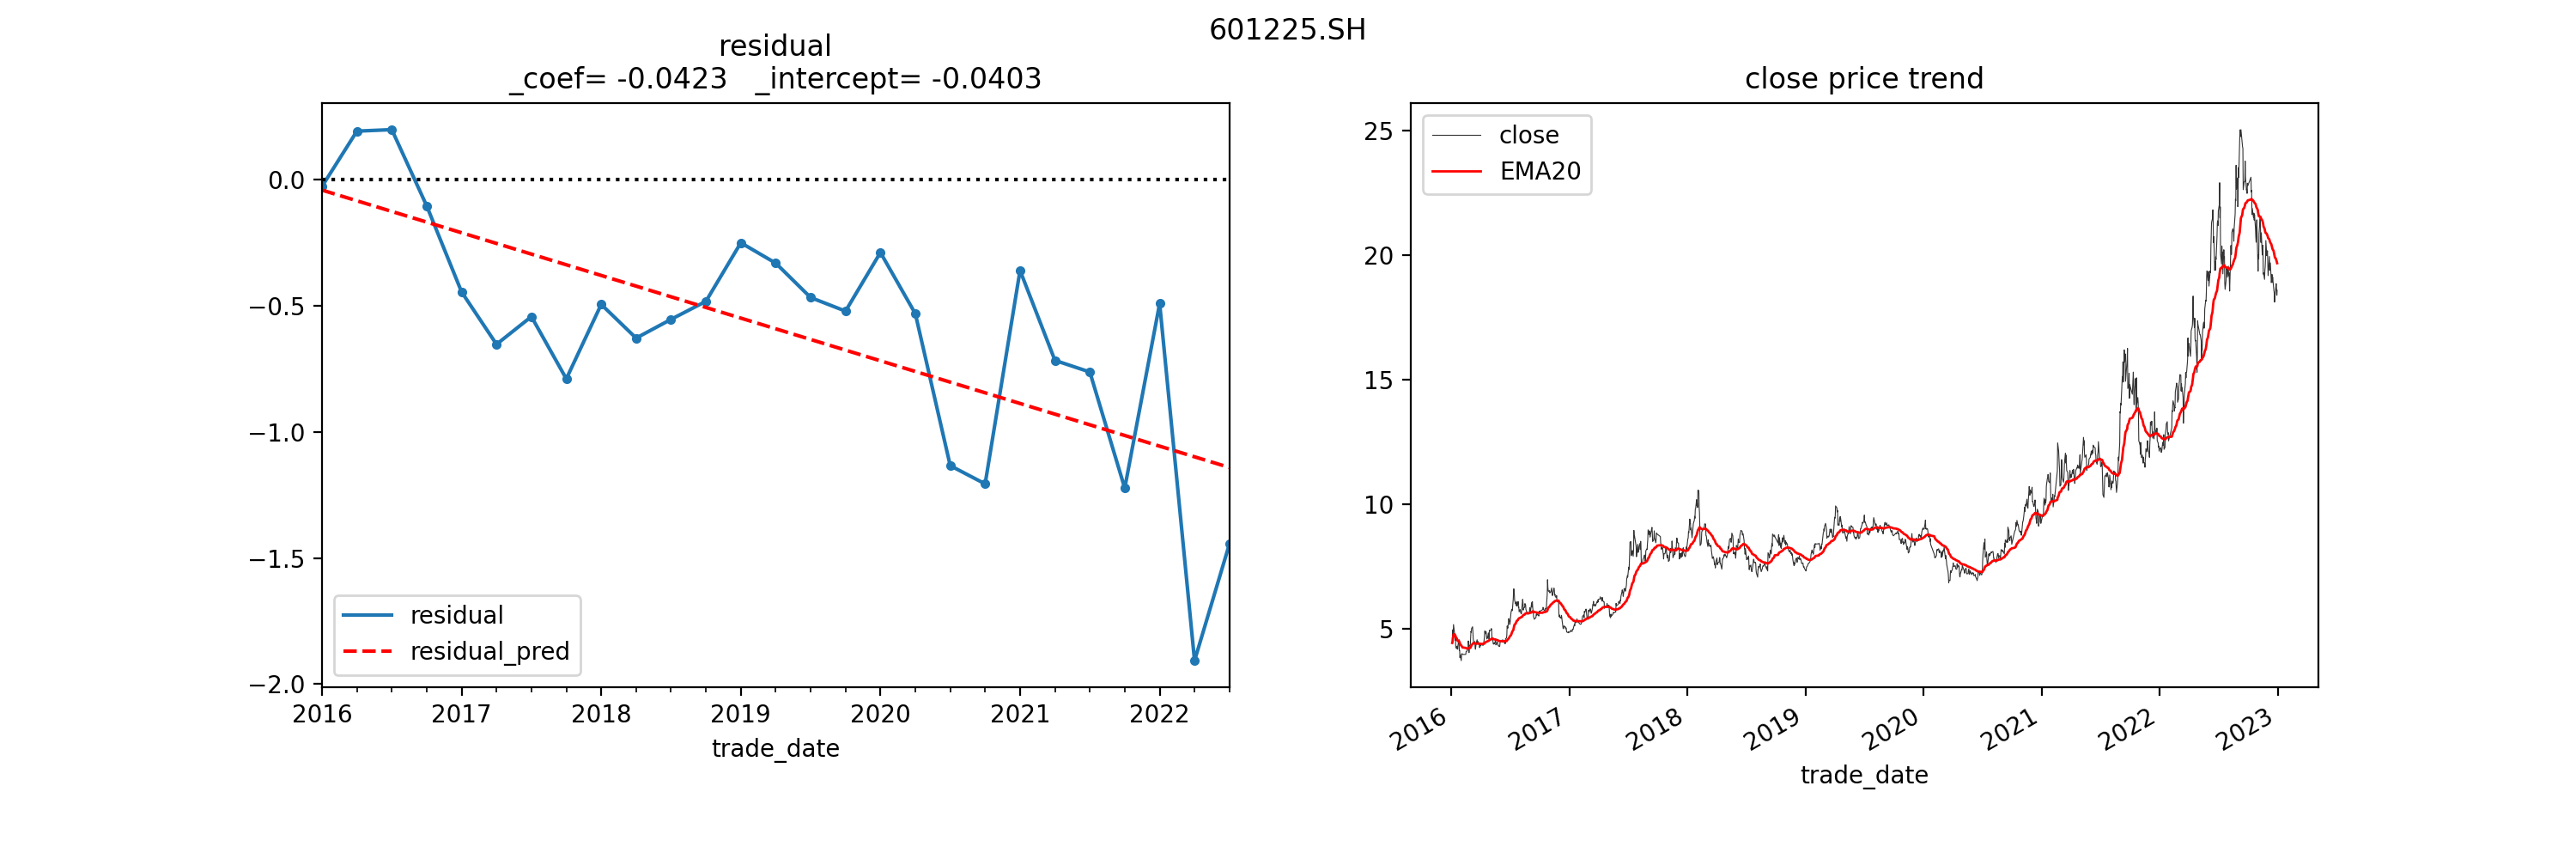 601225.SH
residual
_coef= -0.0423   _intercept= -0.0403
0.0
−0.5
−1.0
−1.5
−2.0
residual
residual_pred
2016 2017 2018 2019 2020 2021 2022
trade_date
close price trend
close
EMA20
25
20
15
10
5
2016 2017 2018 2019 2020 2021 2022 2023
trade_date